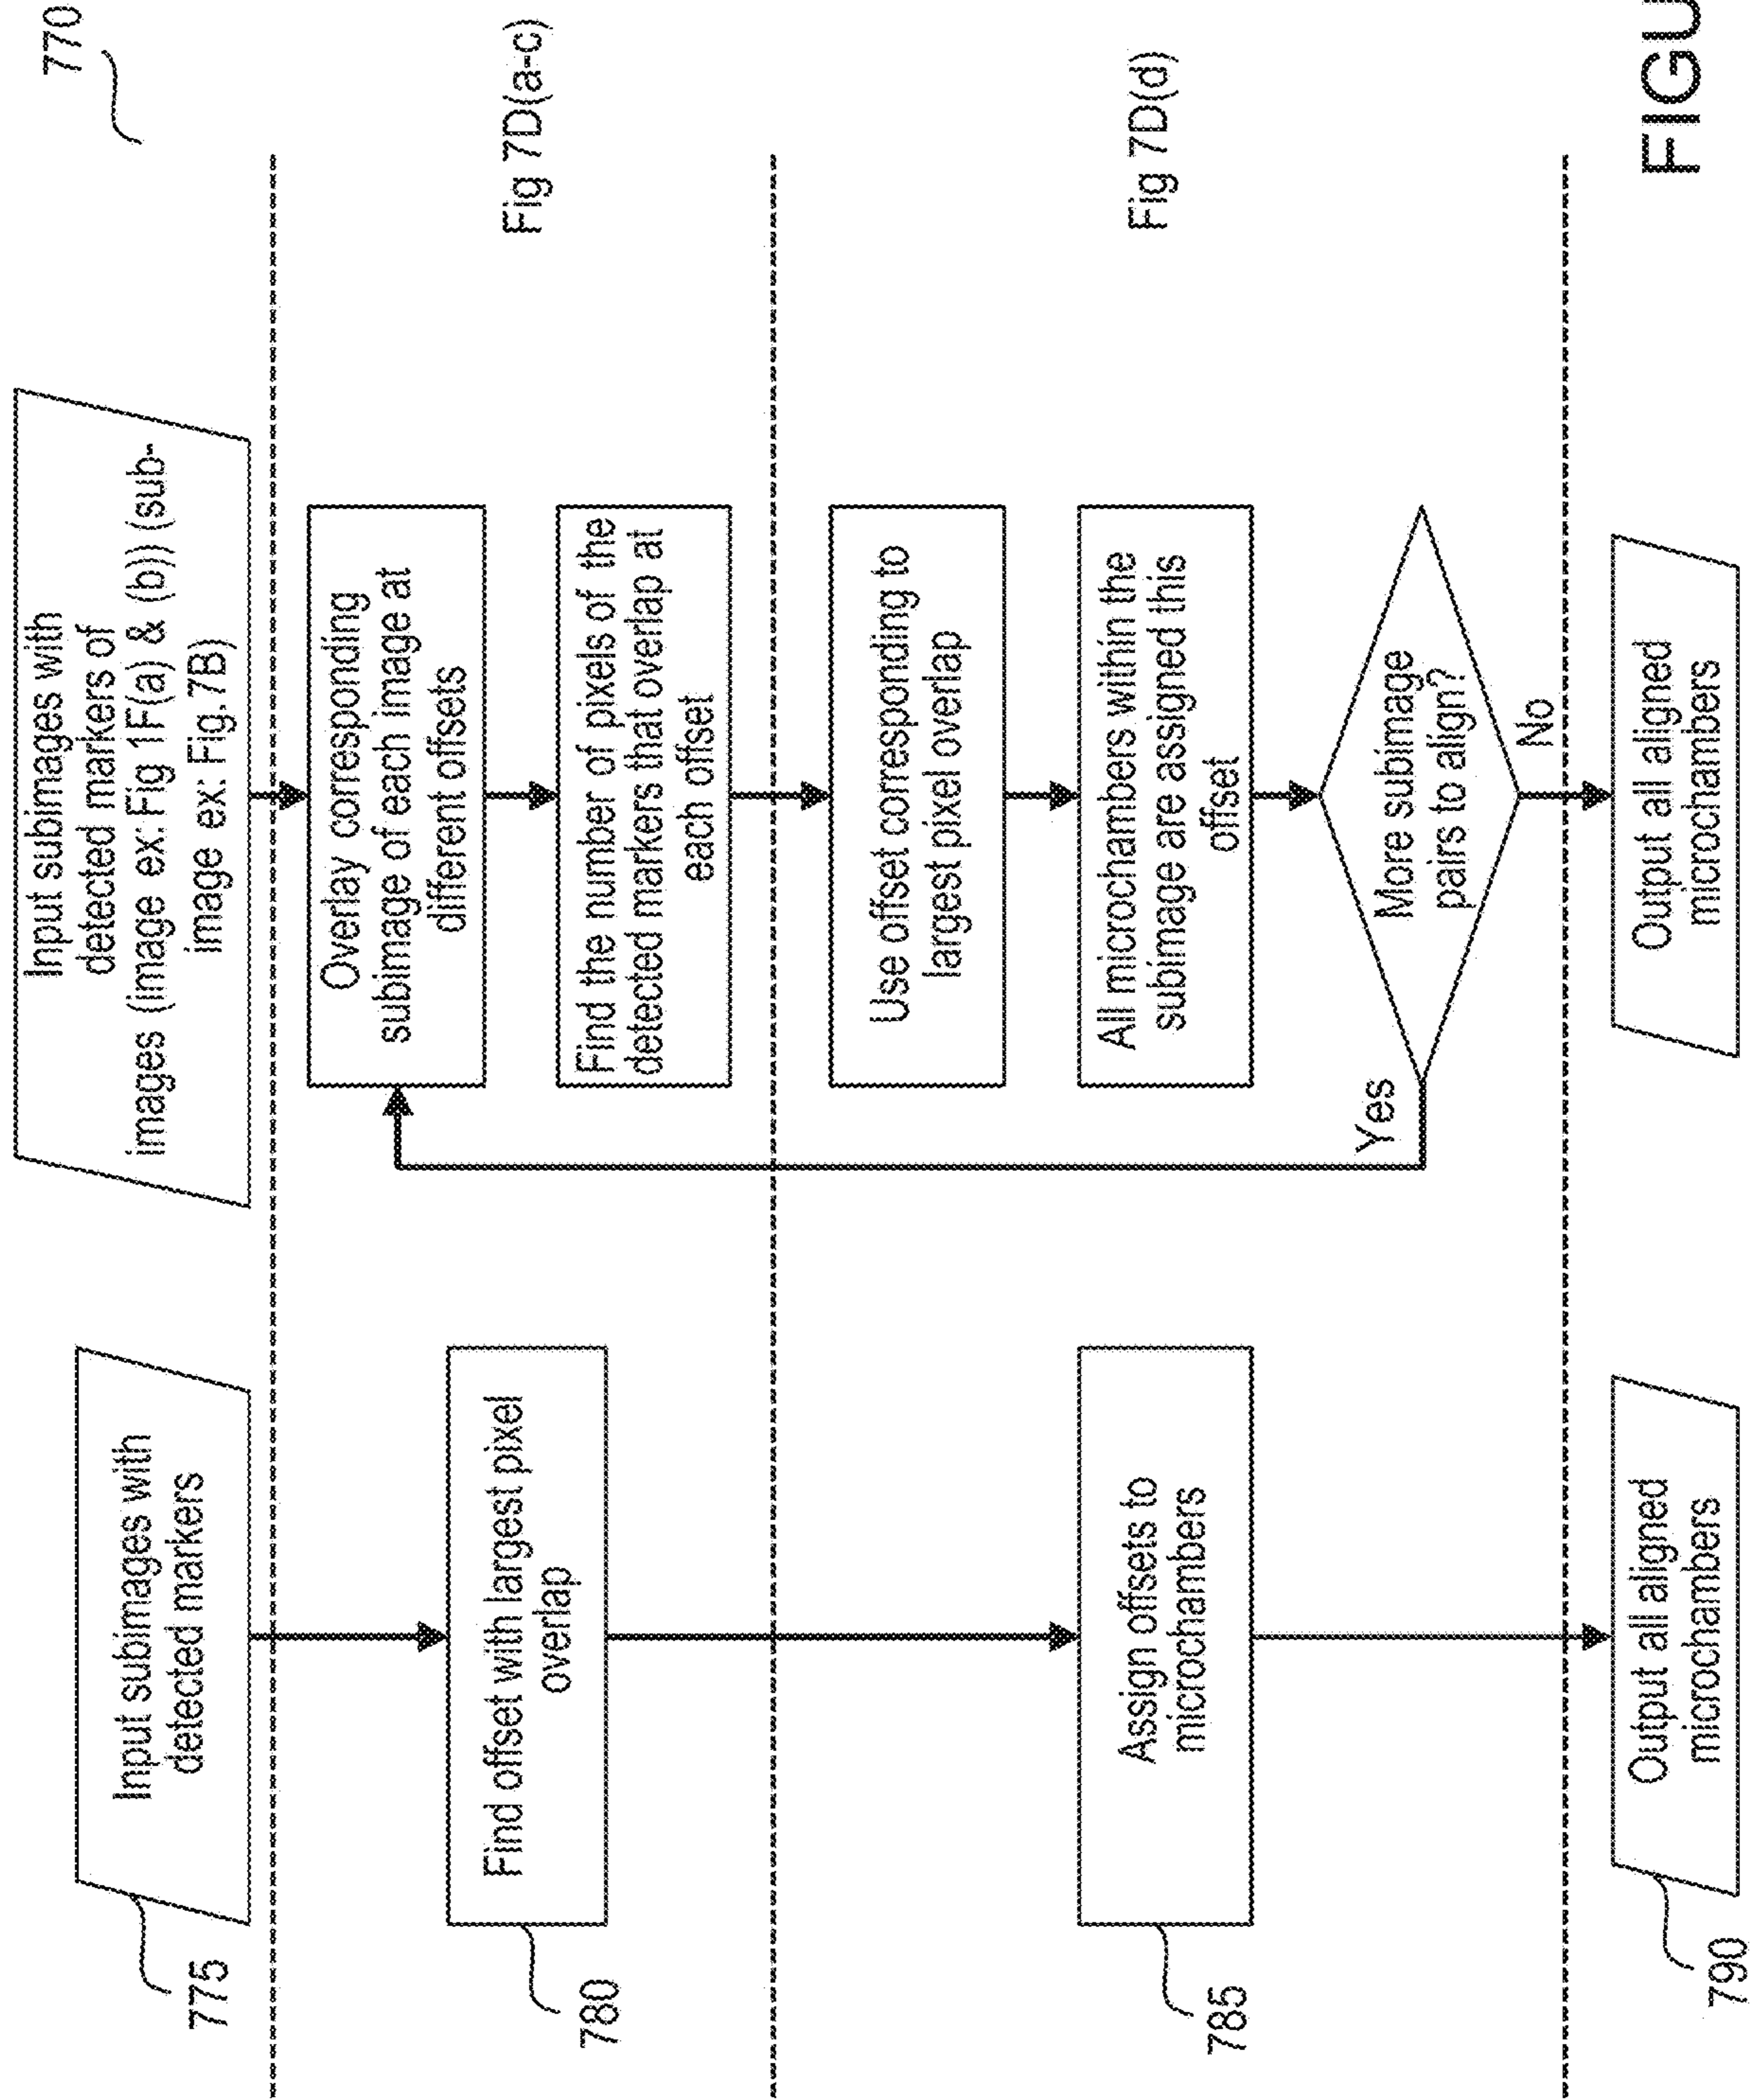 770
Input subimages with
detected markers
775
Input subimages with
detected markers of
images (image ex:Fig 1F(a) & (b)) (sub-
image ex: Fig.7B)
Find offset with largest pixel
overlap
780
Overlay corresponding
subimage of each image at
different offsets
Find the number of pixels of the
detected markers that overlap at
each offset
Fig 7D(a-c)
Assign offsets to
microchambers
785
Use offset corresponding to
largest pixel overlap
All microchambers within the
subimage are assigned this
offset
More subimage
pairs to align?
Yes
No
Fig 7D(d)
Output all aligned
microchambers
790
Output all aligned
microchambers